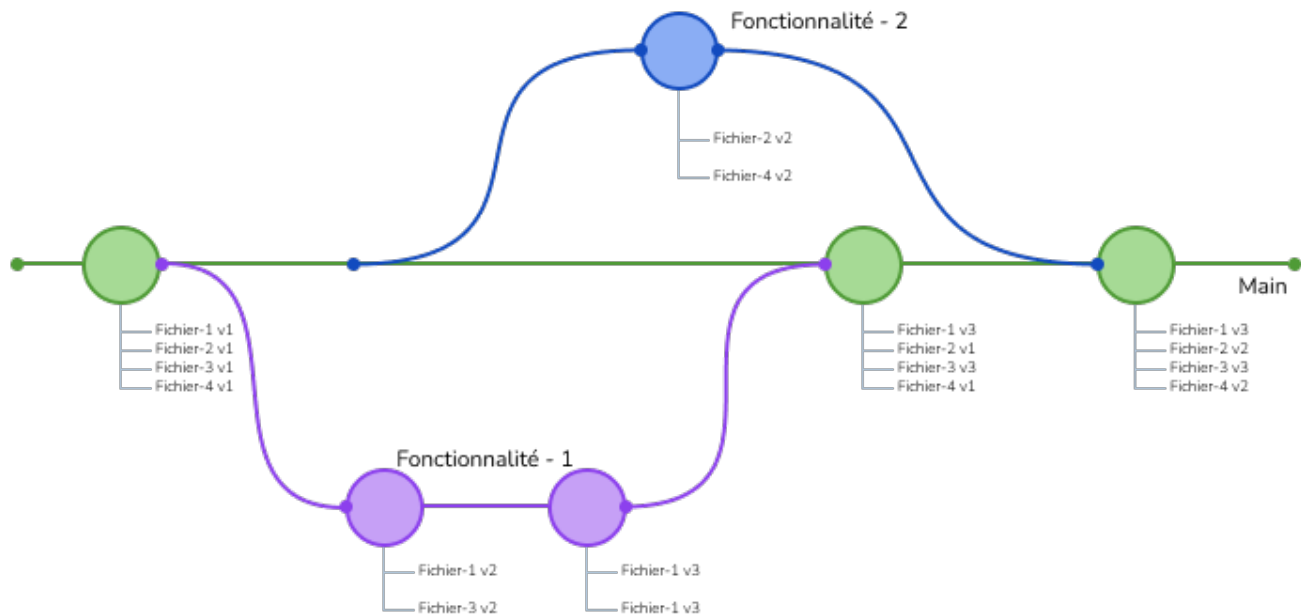 Fonctionnalité - 2
Fichier-2 v2
Fichier-4 v2
Main
Fichier-1 v1
Fichier-2 v1
Fichier-3 v1
Fichier-4 v1
Fichier-1 v3
Fichier-2 v1
Fichier-3 v3
Fichier-4 v1
Fichier-1 v3
Fichier-2 v2
Fichier-3 v3
Fichier-4 v2
Fonctionnalité - 1
Fichier-1 v2
Fichier-3 v2
Fichier-1 v3
Fichier-1 v3